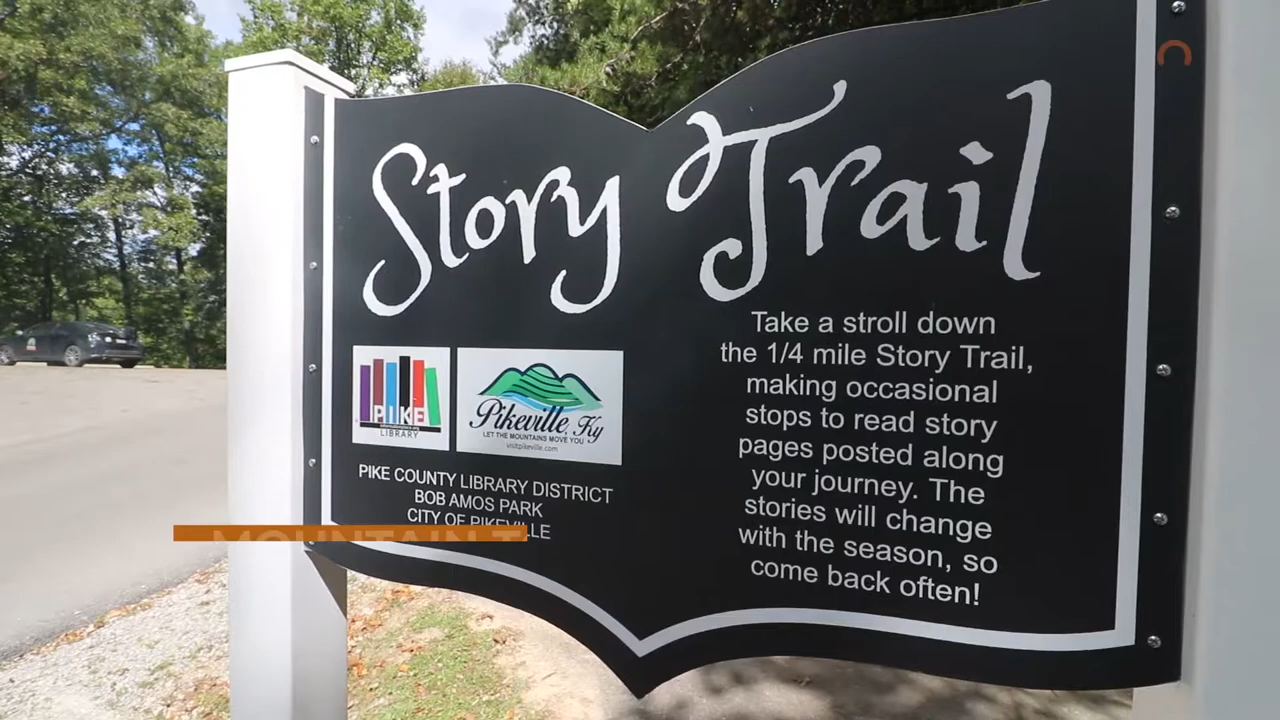 Story Trail
PIKE
LIBRARY
Pikeville, Ky
LET THE MOUNTAINS MOVE YOU
visitpikeville.com
PIKE COUNTY LIBRARY DISTRICT
BOB AMOS PARK
CITY OF PIKEVILLE
Take a stroll down
the 1/4 mile Story Trail,
making occasional
stops to read story
pages posted along
your journey. The
stories will change
with the season, so
come back often!
MOUNTAIN T